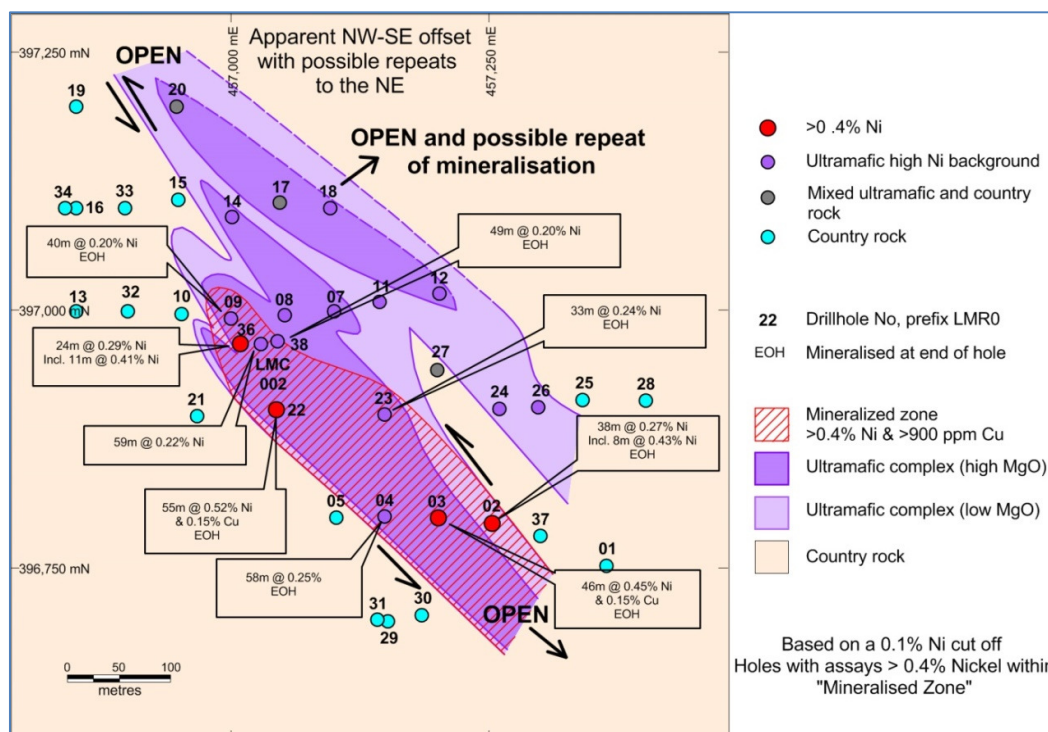 457,000 mE
457,250 mE
397,250 mN
397,000 mN
396,750 mN
Apparent NW-SE offset
with possible repeats
to the NE
OPEN
19
20
OPEN and possible repeat
of mineralisation
34
16
33
15
14
17
18
40m @ 0.20% Ni
EOH
49m @ 0.20% Ni
EOH
13
32
10
09
08
07
11
12
33m @ 0.24% Ni
EOH
24m @ 0.29% Ni
Incl. 11m @ 0.41% Ni
36
38
LMC
002
27
21
22
23
24
26
25
28
59m @ 0.22% Ni
38m @ 0.27% Ni
Incl. 8m @ 0.43% Ni
EOH
55m @ 0.52% Ni
& 0.15% Cu
EOH
05
04
03
02
37
01
58m @ 0.25%
EOH
46m @ 0.45% Ni
& 0.15% Cu
EOH
31
29
30
OPEN
0 50 100
metres
>0 .4% Ni
Ultramafic high Ni background
Mixed ultramafic and country
rock
Country rock
22 Drillhole No, prefix LMR0
EOH Mineralised at end of hole
Mineralized zone
>0.4% Ni & >900 ppm Cu
Ultramafic complex (high MgO)
Ultramafic complex (low MgO)
Country rock
Based on a 0.1% Ni cut off
Holes with assays > 0.4% Nickel within
"Mineralised Zone"